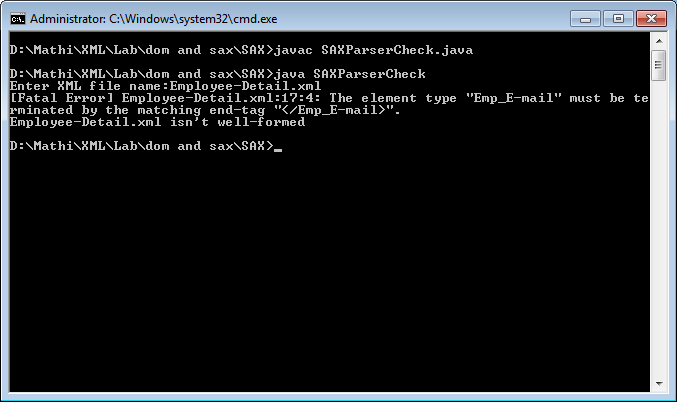 Administrator: C:\Windows\system32\cmd.exe
D:\Mathi\XML\Lab\dom and sax\SAX>javac SAXParserCheck.java
D:\Mathi\XML\Lab\dom and sax\SAX>java SAXParserCheck
Enter XML file name:Employee-Detail.xml
[Fatal Error] Employee-Detail.xml:17:4: The element type "Emp_E-mail" must be te
rminated by the matching end-tag "</Emp_E-mail>".
Employee-Detail.xml isn't well-formed
D:\Mathi\XML\Lab\dom and sax\SAX>_